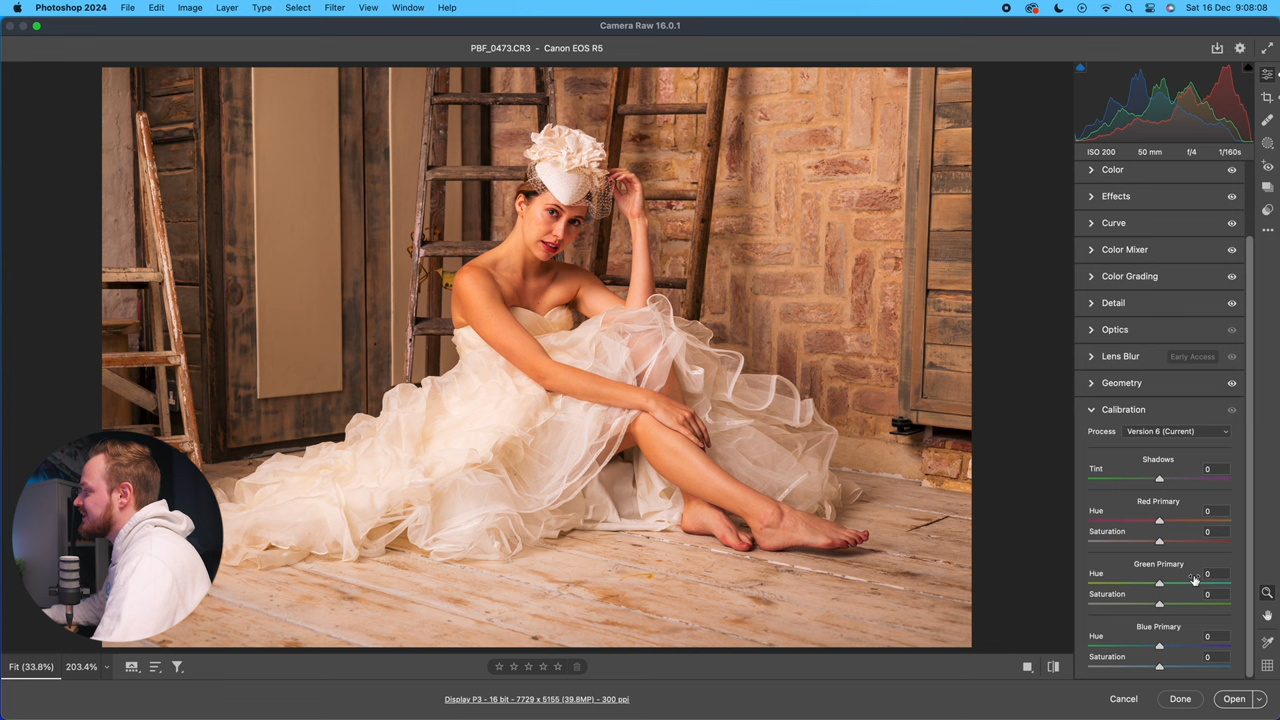 Photoshop 2024 File Edit Image Layer Type Select Filter View Window Help Sat 16 Dec 9:08:08
Camera Raw 16.0.1
PBF_0473.CR3 - Canon EOS R5
ISO 200 50 mm f/4 1/160s
Color
Effects
Curve
Color Mixer
Color Grading
Detail
Optics
Lens Blur Early Access
Geometry
Calibration
Process Version 6 (Current)
Shadows
Tint 0
Red Primary
Hue 0
Saturation 0
Green Primary
Hue 0
Saturation 0
Blue Primary
Hue 0
Saturation 0
Fit (33.8%) 203.4%
Display P3 - 16 bit - 7729 x 5155 (39.8MP) - 300 ppi
Cancel Done Open